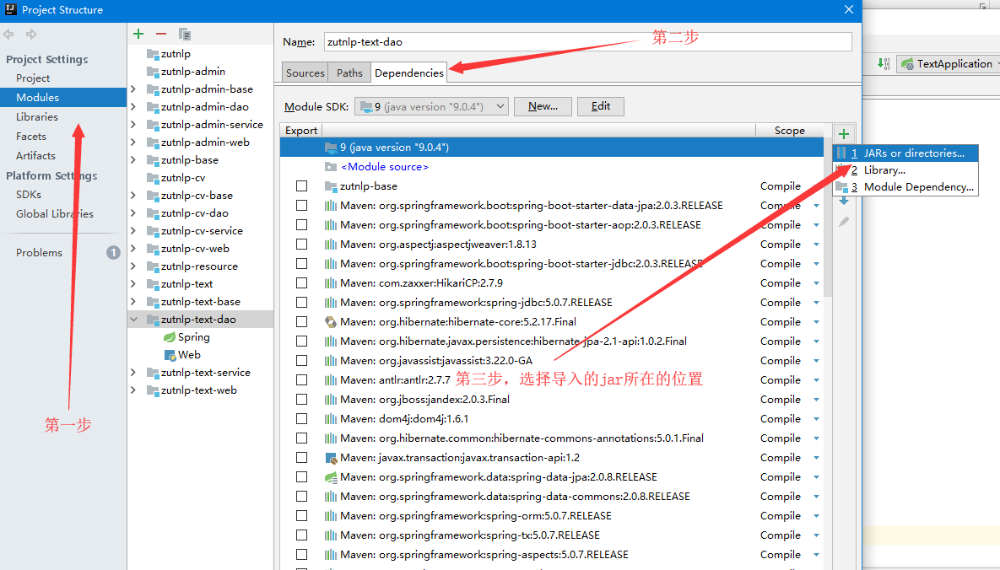 Project Structure
Project Settings
Project
Modules
Libraries
Facets
Artifacts
Platform Settings
SDKs
Global Libraries
Problems
1
第一步
zutnlp
zutnlp-admin
zutnlp-admin-base
zutnlp-admin-dao
zutnlp-admin-service
zutnlp-admin-web
zutnlp-base
zutnlp-cv
zutnlp-cv-base
zutnlp-cv-dao
zutnlp-cv-service
zutnlp-cv-web
zutnlp-resource
zutnlp-text
zutnlp-text-base
zutnlp-text-dao
Spring
Web
zutnlp-text-service
zutnlp-text-web
Name: zutnlp-text-dao
第二步
Sources Paths Dependencies
Module SDK: 9 (java version "9.0.4") New... Edit
Export Scope
9 (java version "9.0.4")
<Module source>
zutnlp-base Compile
Maven: org.springframework.boot:spring-boot-starter-data-jpa:2.0.3.RELEASE Compile
Maven: org.springframework.boot:spring-boot-starter-aop:2.0.3.RELEASE Compile
Maven: org.aspectj:aspectjweaver:1.8.13 Compile
Maven: org.springframework.boot:spring-boot-starter-jdbc:2.0.3.RELEASE Compile
Maven: com.zaxxer:HikariCP:2.7.9 Compile
Maven: org.springframework:spring-jdbc:5.0.7.RELEASE Compile
Maven: org.hibernate:hibernate-core:5.2.17.Final Compile
Maven: org.hibernate.javax.persistence:hibernate-jpa-2.1-api:1.0.2.Final Compile
Maven: org.javassist:javassist:3.22.0-GA Compile
Maven: antlr:antlr:2.7.7 Compile
第三步，选择导入的jar所在的位置
Maven: org.jboss:jandex:2.0.3.Final Compile
Maven: dom4j:dom4j:1.6.1 Compile
Maven: org.hibernate.common:hibernate-commons-annotations:5.0.1.Final Compile
Maven: javax.transaction:javax.transaction-api:1.2 Compile
Maven: org.springframework.data:spring-data-jpa:2.0.8.RELEASE Compile
Maven: org.springframework.data:spring-data-commons:2.0.8.RELEASE Compile
Maven: org.springframework:spring-orm:5.0.7.RELEASE Compile
Maven: org.springframework:spring-tx:5.0.7.RELEASE Compile
Maven: org.springframework:spring-aspects:5.0.7.RELEASE Compile
1 JARs or directories...
2 Library...
3 Module Dependency...
TextApplication